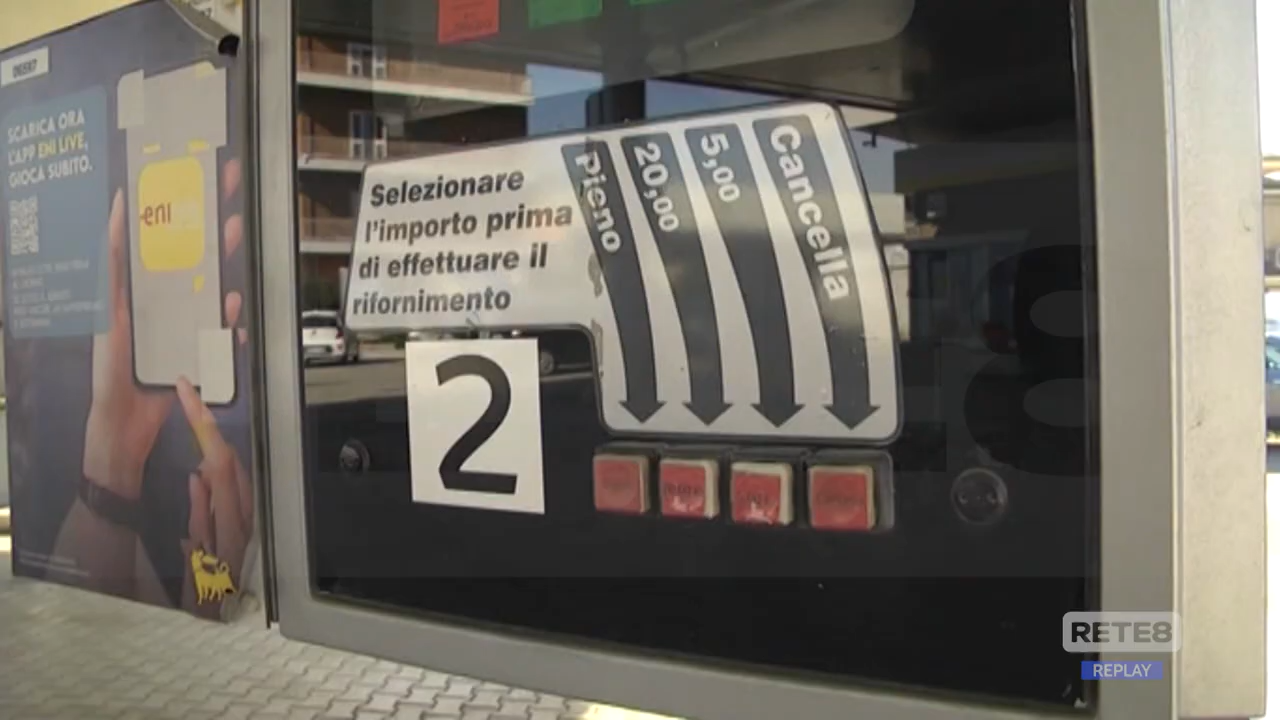 SCARICA ORA
L'APP ENI LIVE,
GIOCA SUBITO.
eni
Selezionare
l'importo prima
di effettuare il
rifornimento
Pieno
20,00
5,00
Cancella
2
RETE8
REPLAY